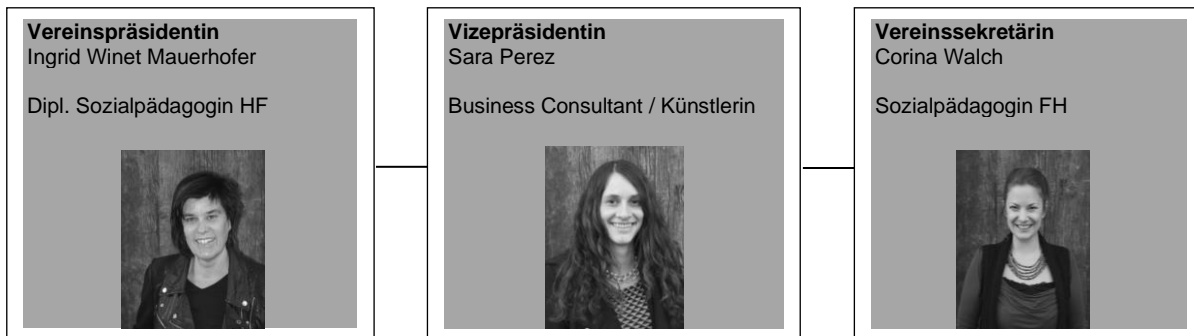 Vereinspräsidentin
Ingrid Winet Mauerhofer
Dipl. Sozialpädagogin HF
Vizepräsidentin
Sara Perez
Business Consultant / Künstlerin
Vereinssekretärin
Corina Walch
Sozialpädagogin FH